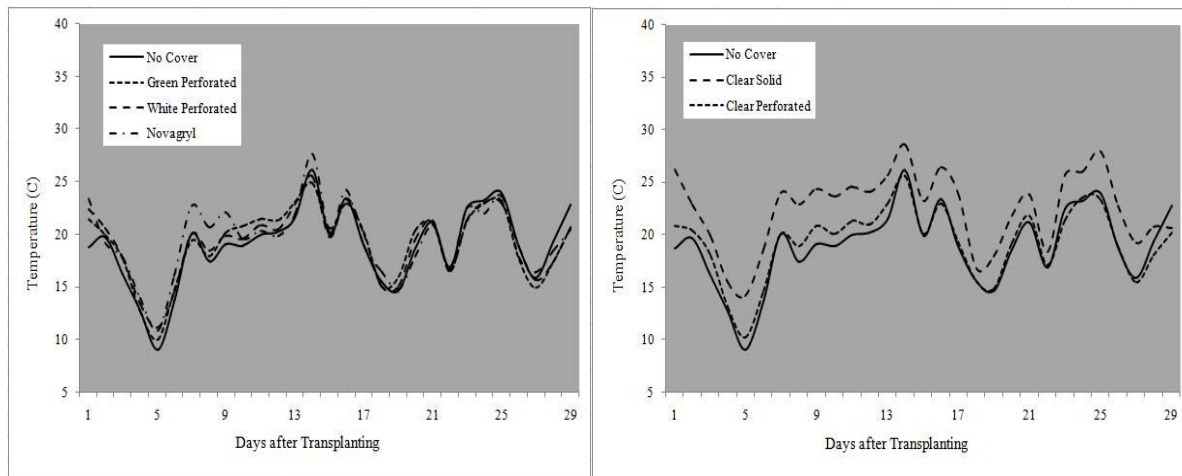 40
35
30
25
20
15
10
5
Temperature (C)
No Cover
Green Perforated
White Perforated
Novagryl
1 5 9 13 17 21 25 29
Days after Transplanting
40
35
30
25
20
15
10
5
Temperature (C)
No Cover
Clear Solid
Clear Perforated
1 5 9 13 17 21 25 29
Days after Transplanting